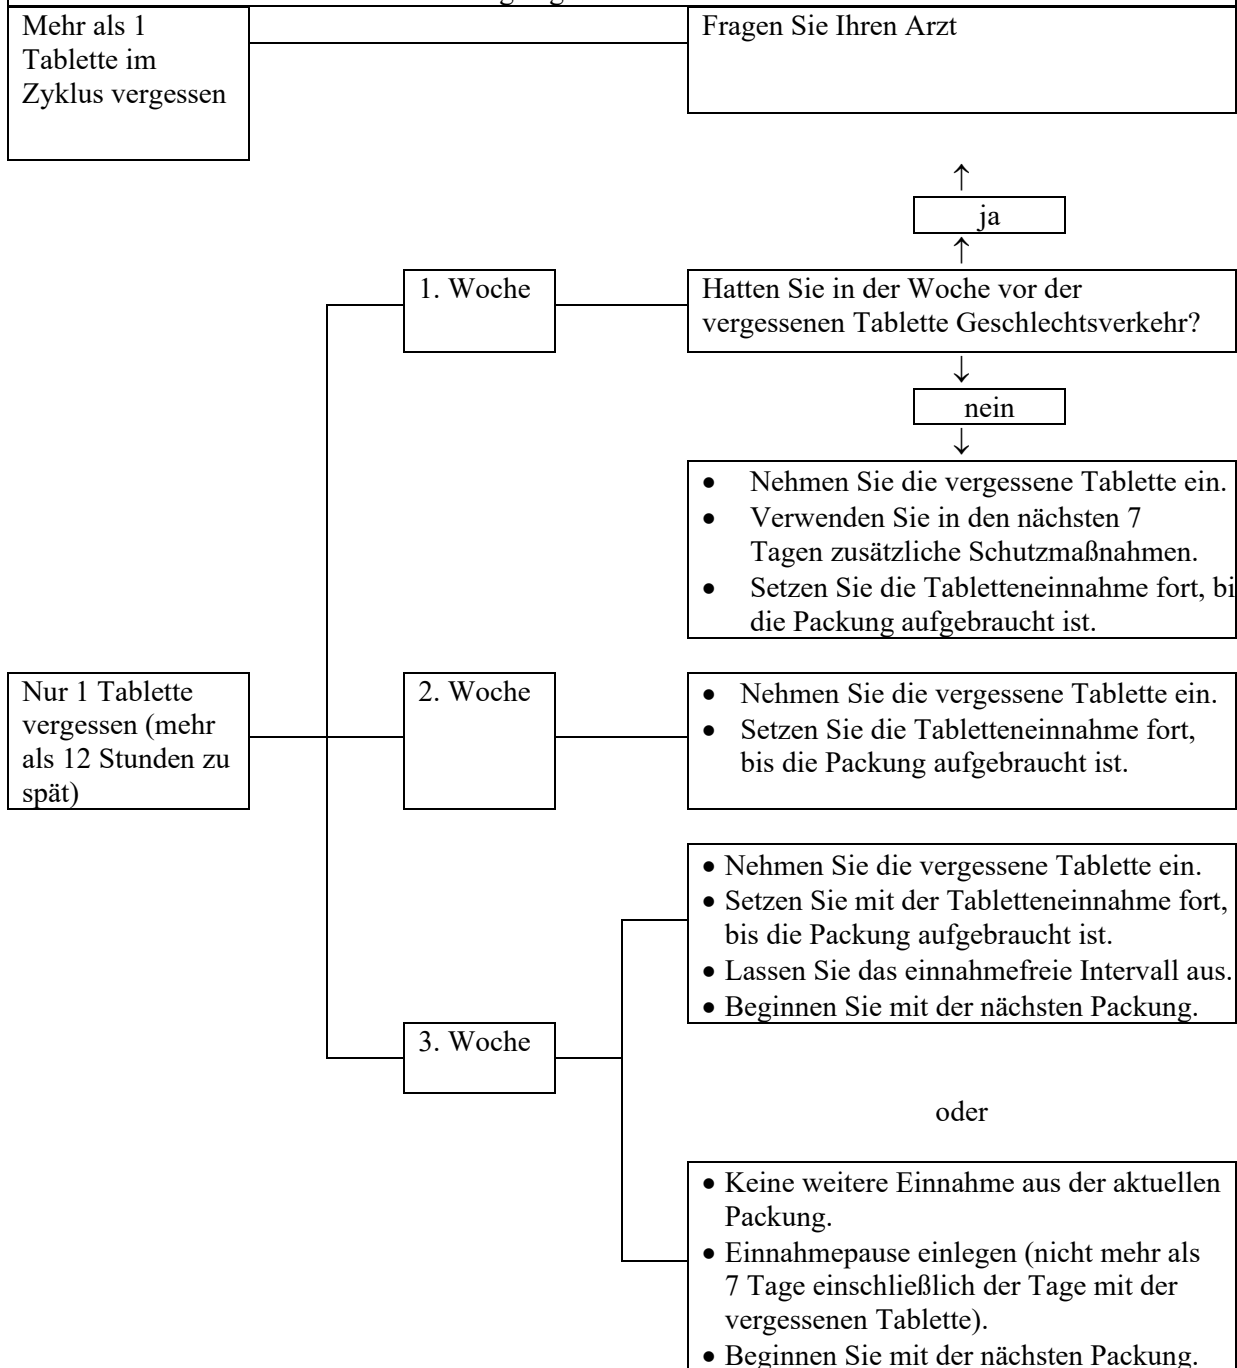 Mehr als 1
Tablette im
Zyklus vergessen
Fragen Sie Ihren Arzt
↑
ja
↑
1. Woche
Hatten Sie in der Woche vor der
vergessenen Tablette Geschlechtsverkehr?
↓
nein
↓
• Nehmen Sie die vergessene Tablette ein.
• Verwenden Sie in den nächsten 7
Tagen zusätzliche Schutzmaßnahmen.
• Setzen Sie die Tabletteneinnahme fort, bi
die Packung aufgebraucht ist.
Nur 1 Tablette
vergessen (mehr
als 12 Stunden zu
spät)
2. Woche
• Nehmen Sie die vergessene Tablette ein.
• Setzen Sie die Tabletteneinnahme fort,
bis die Packung aufgebraucht ist.
• Nehmen Sie die vergessene Tablette ein.
• Setzen Sie mit der Tabletteneinnahme fort,
bis die Packung aufgebraucht ist.
• Lassen Sie das einnahmefreie Intervall aus.
• Beginnen Sie mit der nächsten Packung.
3. Woche
oder
• Keine weitere Einnahme aus der aktuellen
Packung.
• Einnahmepause einlegen (nicht mehr als
7 Tage einschließlich der Tage mit der
vergessenen Tablette).
• Beginnen Sie mit der nächsten Packung.